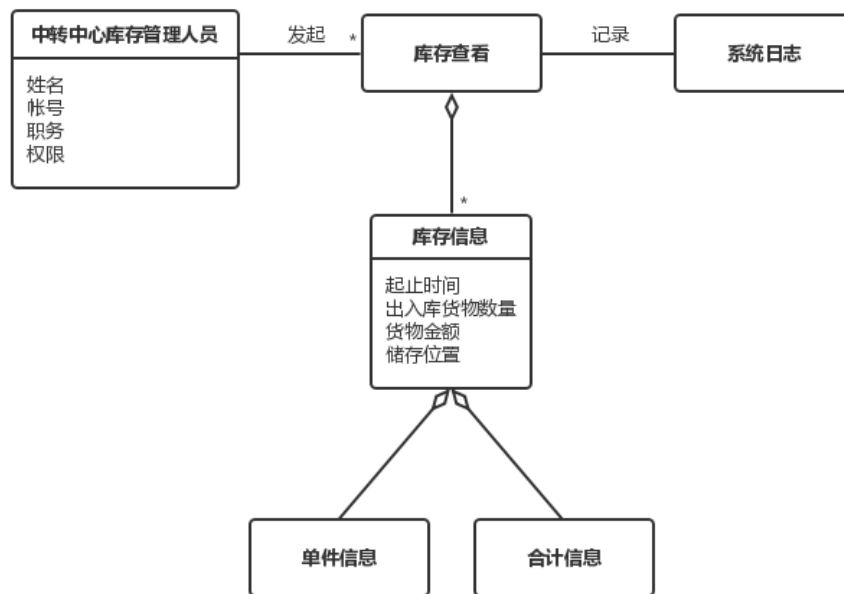 中转中心库存管理人员
姓名
帐号
职务
权限
发起
*
库存查看
记录
系统日志
*
库存信息
起止时间
出入库货物数量
货物金额
储存位置
单件信息
合计信息